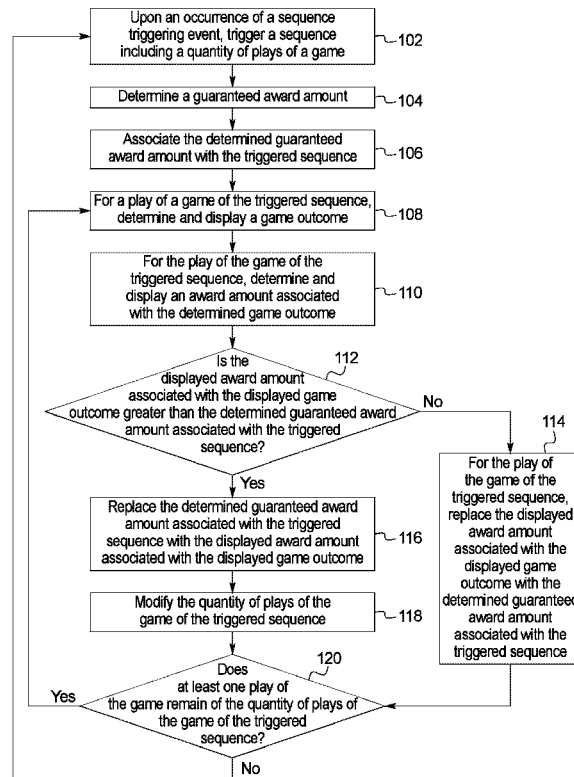 Upon an occurrence of a sequence
triggering event, trigger a sequence
including a quantity of plays of a game
102
Determine a guaranteed award amount
104
Associate the determined guaranteed
award amount with the triggered sequence
106
For a play of a game of the triggered sequence,
determine and display a game outcome
108
For the play of the game of the
triggered sequence, determine and
display an award amount associated
with the determined game outcome
110
112
Is the
displayed award amount
associated with the displayed game
outcome greater than the determined guaranteed award
amount associated with the triggered
sequence?
No
Yes
114
For the play of
the game of the
triggered sequence,
replace the displayed
award amount
associated with the
displayed game
outcome with the
determined guaranteed
award amount
associated with the
triggered sequence
Replace the determined guaranteed award
amount associated with the triggered
sequence with the displayed award amount
associated with the displayed game outcome
116
Modify the quantity of plays of the
game of the triggered sequence
118
120
Does
at least one play of
the game remain of the quantity of plays of
the game of the triggered
sequence?
Yes
No